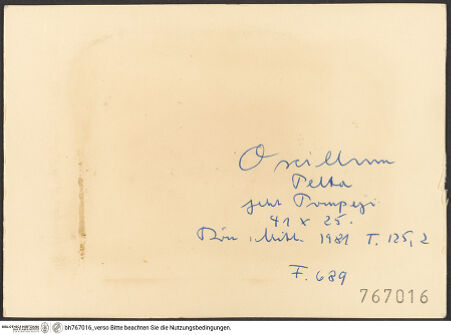 Oscillum
Pelta
jetzt Pompeji
41 x 25.
Röm. Mitt. 1981 T. 125, 2
F. 689
767016
bh767016_verso Bitte beachten Sie die Nutzungsbedingungen.